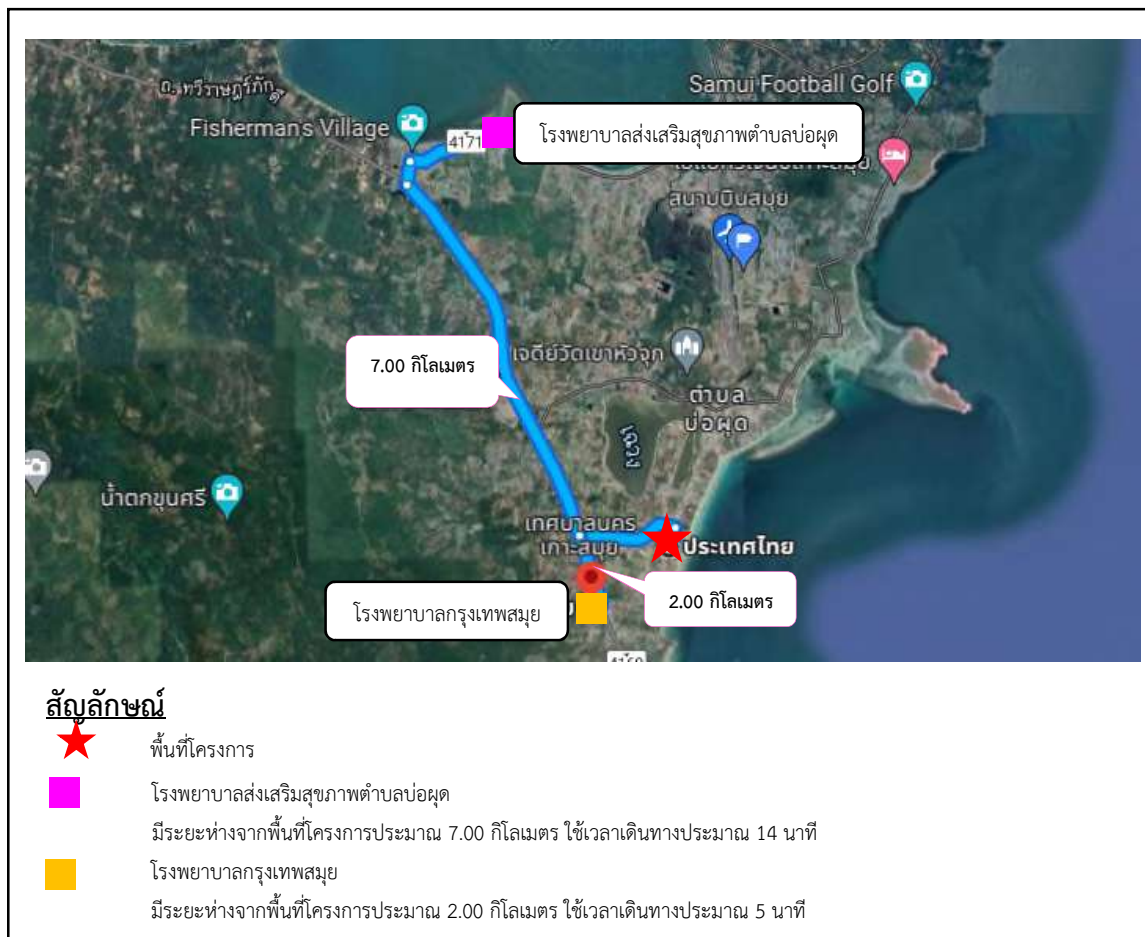 ถ.ทวีราษฎร์ภักดี
Samui Football Golf
Fisherman's Village
4171
โรงพยาบาลส่งเสริมสุขภาพตำบลบ่อผุด
สนามบินสมุย
7.00 กิโลเมตร
เจดีย์วัดเขาหัวจุก
ตำบล
บ่อผุด
เฉวง
น้ำตกขุนศรี
เทศบาลนคร
เกาะสมุย
ประเทศไทย
2.00 กิโลเมตร
โรงพยาบาลกรุงเทพสมุย
4169
สัญลักษณ์
พื้นที่โครงการ
โรงพยาบาลส่งเสริมสุขภาพตำบลบ่อผุด
มีระยะห่างจากพื้นที่โครงการประมาณ 7.00 กิโลเมตร ใช้เวลาเดินทางประมาณ 14 นาที
โรงพยาบาลกรุงเทพสมุย
มีระยะห่างจากพื้นที่โครงการประมาณ 2.00 กิโลเมตร ใช้เวลาเดินทางประมาณ 5 นาที